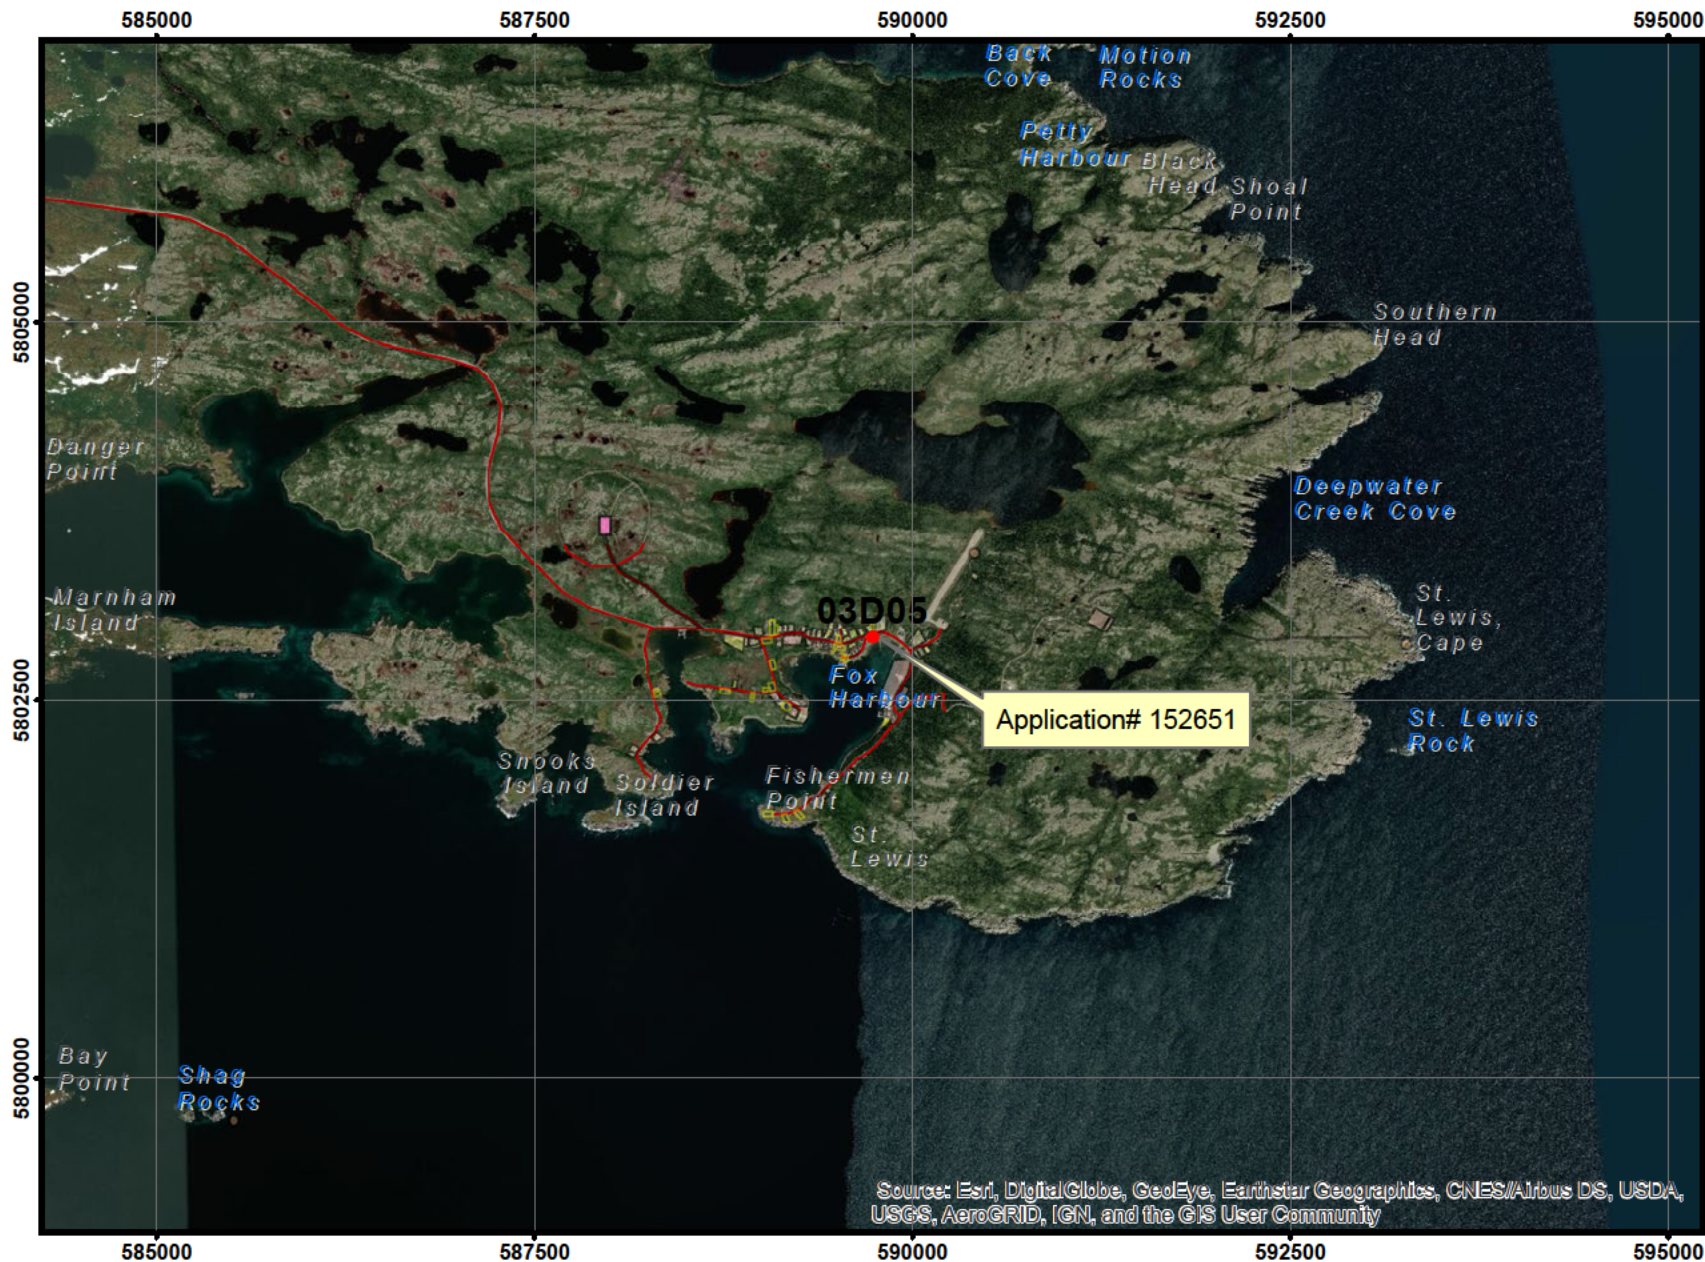 585000 587500 590000 592500 595000
Back
Cove
Motion
Rocks
Petty
Harbour
Black
Head
Shoal
Point
5805000
Southern
Head
Danger
Point
Deepwater
Creek Cove
Marnham
Island
03D05
St.
Lewis,
Cape
Fox
Harbour
5802500
Application# 152651
St. Lewis
Rock
Snooks
Island
Soldier
Island
Fishermen
Point
St.
Lewis
5800000
Bay
Point
Shag
Rocks
Source: Esri, DigitalGlobe, GeoEye, Earthstar Geographics, CNES/Airbus DS, USDA,
USGS, AeroGRID, IGN, and the GIS User Community
585000 587500 590000 592500 595000